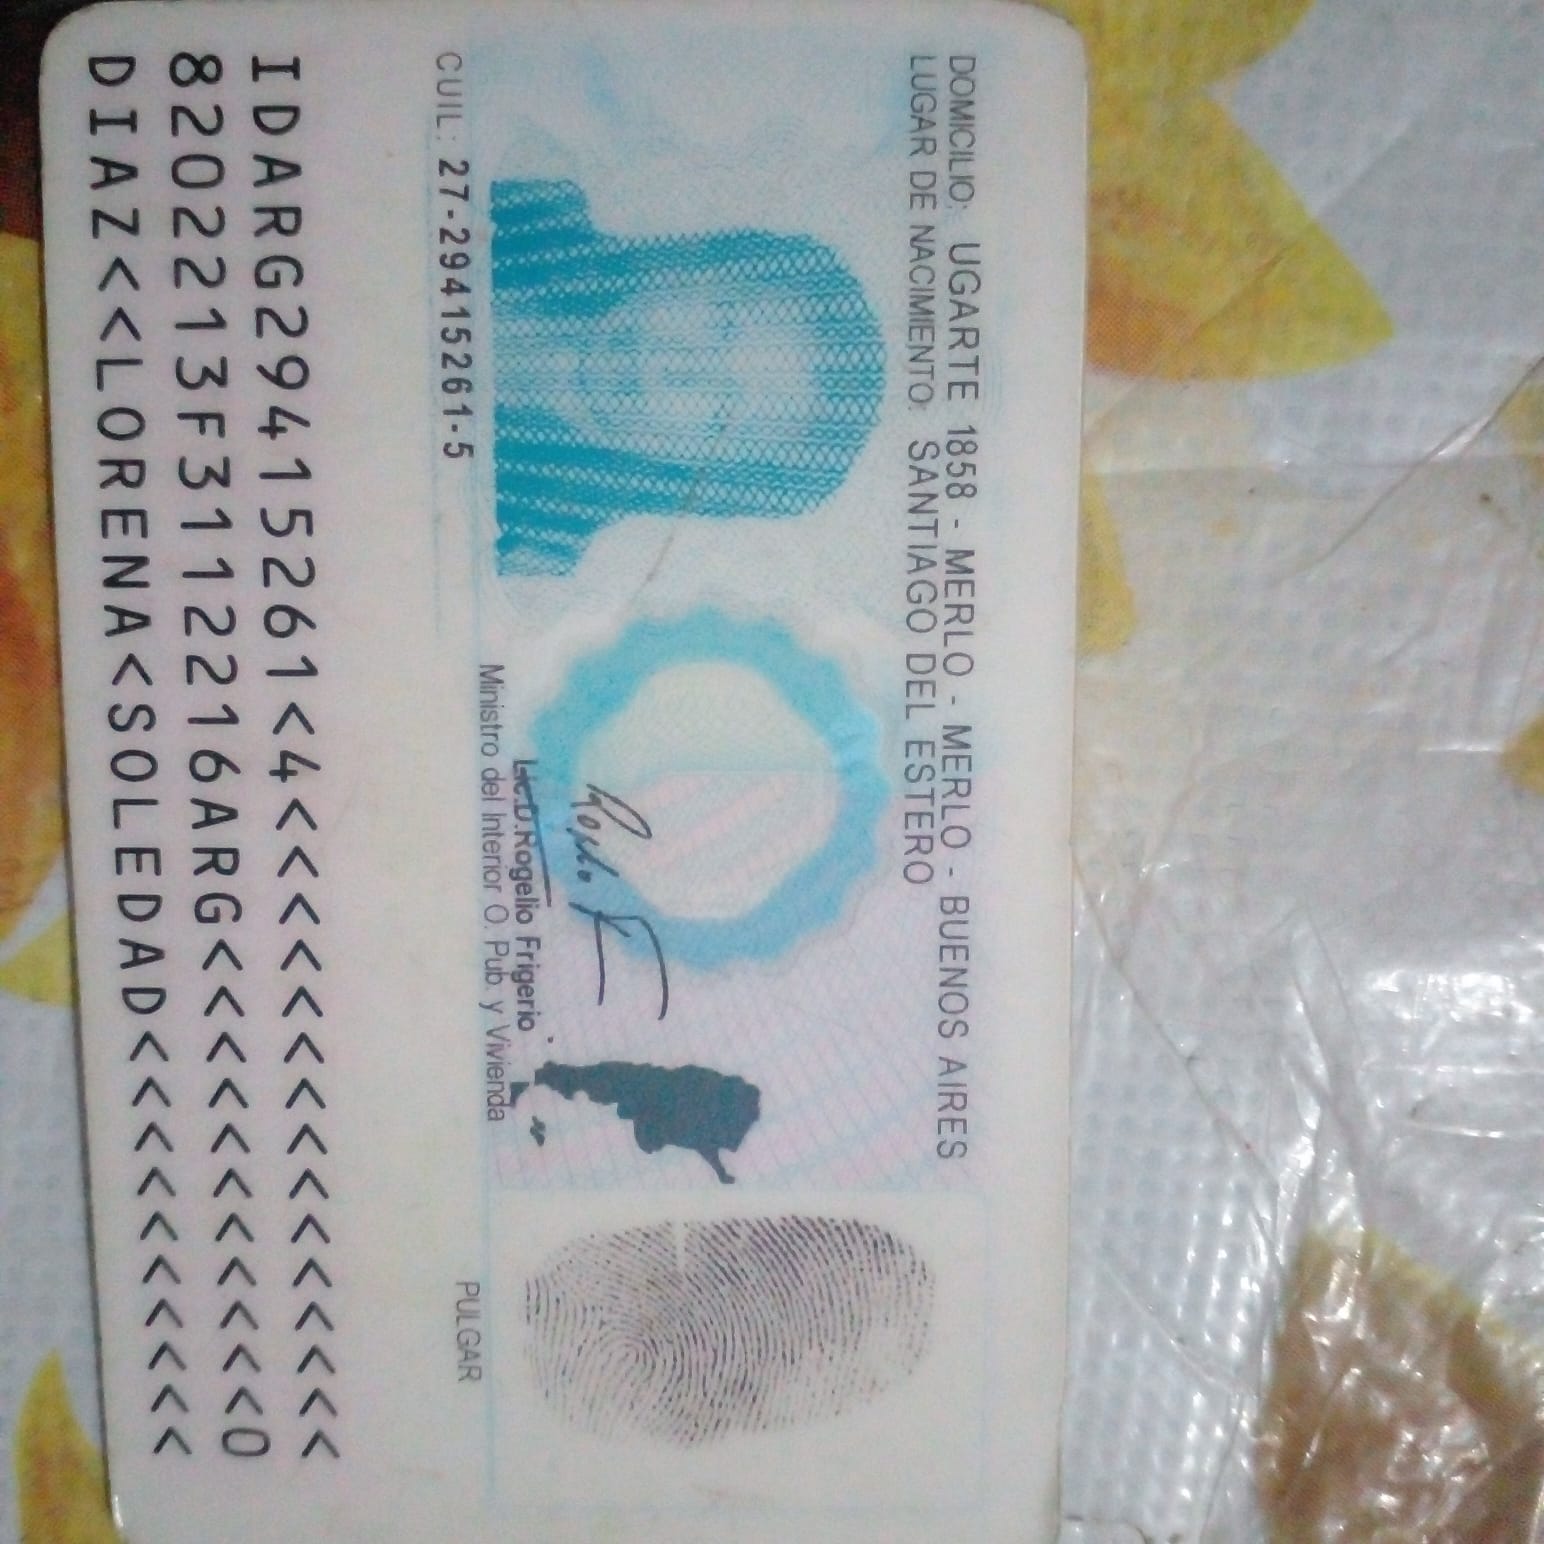 DOMICILIO: UGARTE 1858 - MERLO - MERLO - BUENOS AIRES
LUGAR DE NACIMIENTO: SANTIAGO DEL ESTERO
Lic.D.Rogelio Frigerio
Ministro del Interior O. Pub. y Vivienda
CUIL: 27-29415261-5
PULGAR
IDARG29415261<4<<<<<<<<<<<<<<<
8202213F3112216ARG<<<<<<<<<<<0
DIAZ<<LORENA<SOLEDAD<<<<<<<<<<